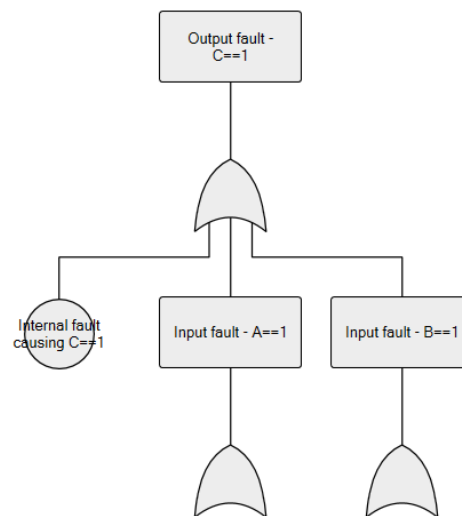 Output fault -
C==1
Internal fault
causing C==1
Input fault - A==1
Input fault - B==1